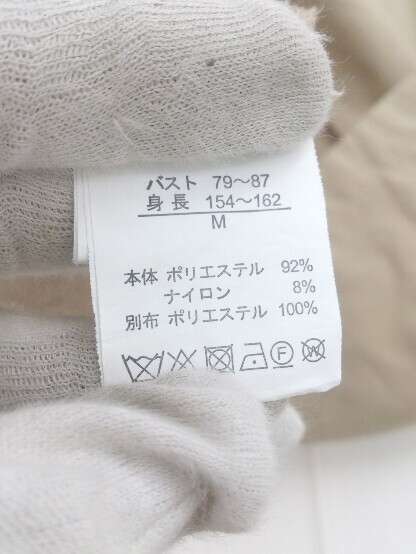 バスト 79～87
身長 154～162
M
本体 ポリエステル 92%
ナイロン 8%
別布 ポリエステル 100%
F W